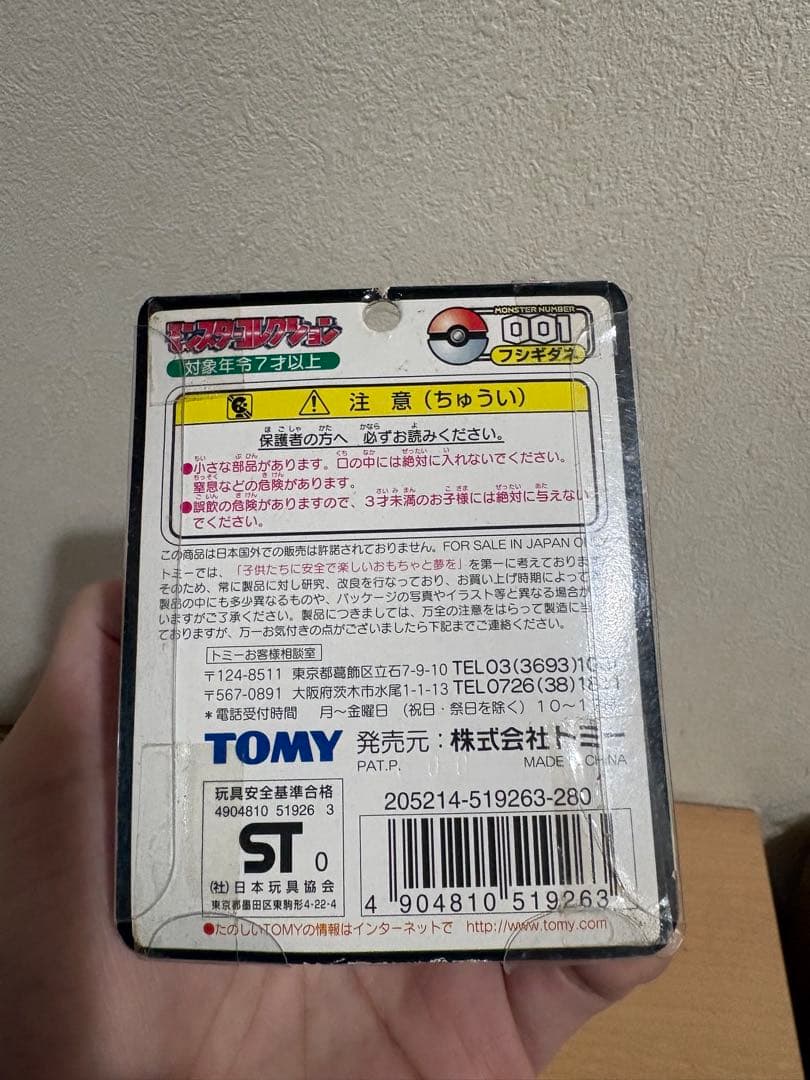 モンスターコレクション
対象年令7才以上
MONSTER NUMBER
001
フシギダネ
注意(ちゅうい)
保護者の方へ 必ずお読みください。
●小さな部品があります。口の中には絶対に入れないでください。
窒息などの危険があります。
●誤飲の危険がありますので、3才未満のお子様には絶対に与えない
でください。
この商品は日本国外での販売は許諾されておりません。FOR SALE IN JAPAN ONLY
トミーでは、「子供たちに安全で楽しいおもちゃと夢を」を第一に考えておりま
そのため、常に製品に対し研究、改良を行なっており、お買い上げ時期によって
製品の中にも多少異なるものや、パッケージの写真やイラスト等と異なる場合が
いますがご了承ください。製品につきましては、万全の注意をはらって製造に当
ておりますが、万一お気付きの点がございましたら下記までご連絡ください。
トミーお客様相談室
〒124-8511 東京都葛飾区立石7-9-10 TEL03(3693)
〒567-0891 大阪府茨木市水尾1-1-13 TEL0726(38)
*電話受付時間 月〜金曜日(祝日・祭日を除く)10〜
TOMY 発売元:株式会社トミー
PAT.P. MADE CHINA
玩具安全基準合格
4904810 51926 3
ST 0
(社)日本玩具協会
東京都墨田区東駒形4-22-4
205214-519263-280
4 904810 519263
●たのしいTOMYの情報はインターネットで http://www.tomy.com